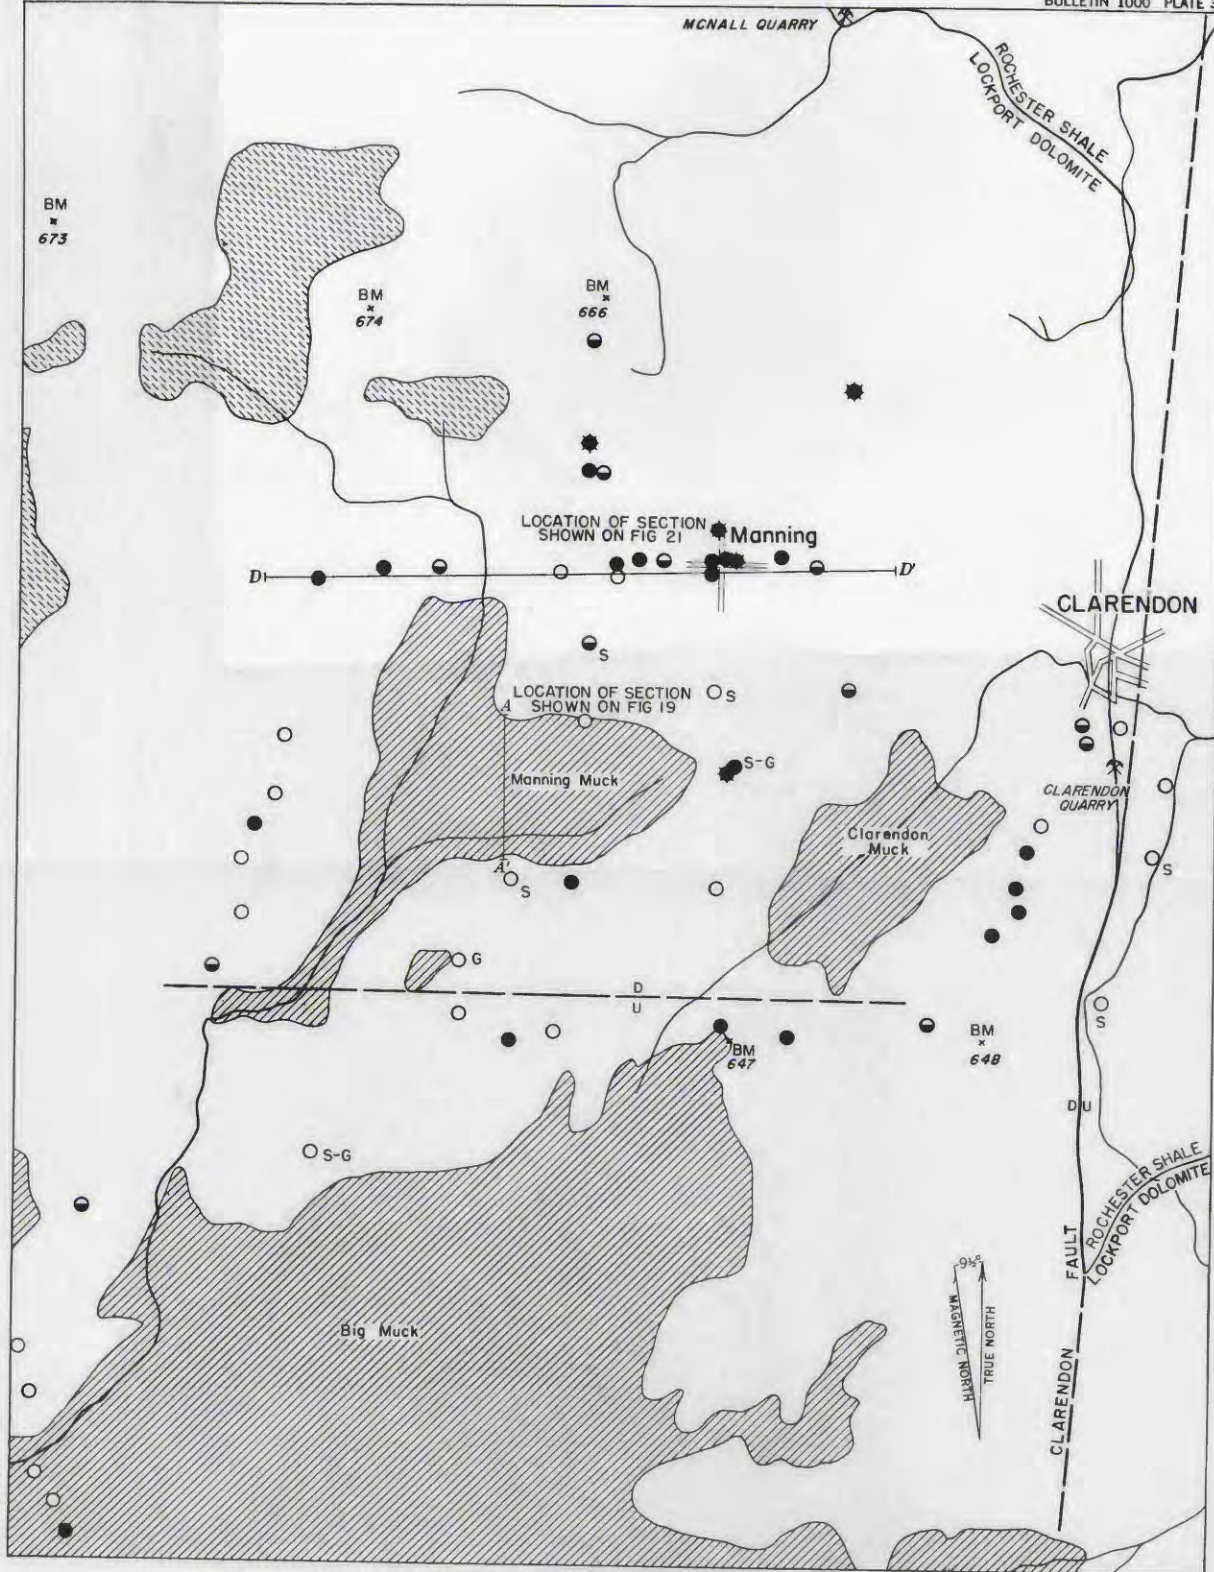 BULLETIN 1000 PLATE 3
MCNALL QUARRY
ROCHESTER SHALE
LOCKPORT DOLOMITE
BM
673
BM
674
BM
666
LOCATION OF SECTION
SHOWN ON FIG 21
Manning
D
D'
CLARENDON
S
LOCATION OF SECTION
SHOWN ON FIG 19
A
S
Manning Muck
S-G
CLARENDON
QUARRY
Clarendon
Muck
A'
S
S
G
D
U
S
BM
647
BM
648
D U
S-G
ROCHESTER SHALE
LOCKPORT DOLOMITE
CLARENDON FAULT
9½°
MAGNETIC NORTH
TRUE NORTH
Big Muck